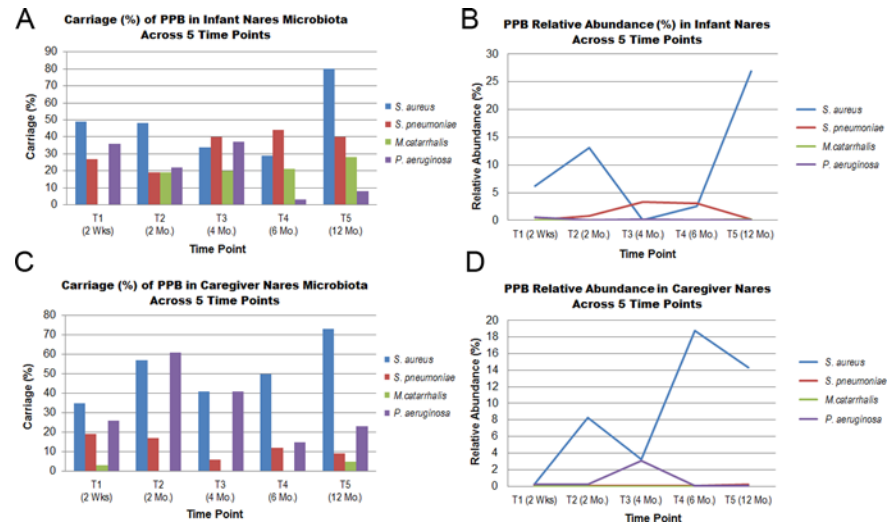 A
Carriage (%) of PPB in Infant Nares Microbiota
Across 5 Time Points
Carriage (%)
90
80
70
60
50
40
30
20
10
0
T1
(2 Wks)
T2
(2 Mo.)
T3
(4 Mo.)
T4
(6 Mo.)
T5
(12 Mo.)
Time Point
S. aureus
S. pneumoniae
M.catarrhalis
P. aeruginosa
B
PPB Relative Abundance (%) in Infant Nares
Across 5 Time Points
Relative Abundance (%)
30
25
20
15
10
5
0
T1 (2 Wks) T2 (2 Mo.) T3 (4 Mo.) T4 (6 Mo.) T5 (12 Mo.)
Time Point
S. aureus
S. pneumoniae
M.catarrhalis
P. aeruginosa
C
Carriage (%) of PPB in Caregiver Nares Microbiota
Across 5 Time Points
Carriage (%)
80
70
60
50
40
30
20
10
0
T1
(2 Wks)
T2
(2 Mo.)
T3
(4 Mo.)
T4
(6 Mo.)
T5
(12 Mo.)
Time Point
S. aureus
S. pneumoniae
M.catarrhalis
P. aeruginosa
D
PPB Relative Abundance in Caregiver Nares
Across 5 Time Points
Relative Abundance (%)
20
18
16
14
12
10
8
6
4
2
0
T1 (2 Wks) T2 (2 Mo.) T3 (4 Mo.) T4 (6 Mo.) T5 (12 Mo.)
Time Point
S. aureus
S. pneumoniae
M.catarrhalis
P. aeruginosa